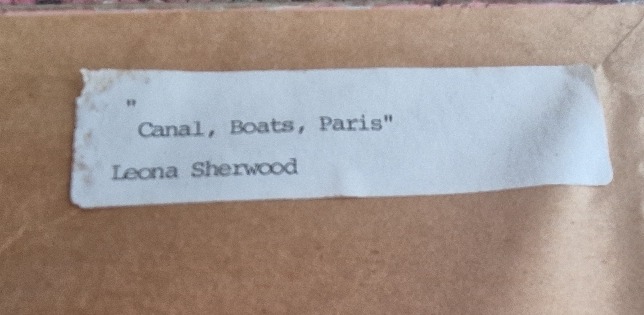 "
Canal, Boats, Paris"
Leona Sherwood